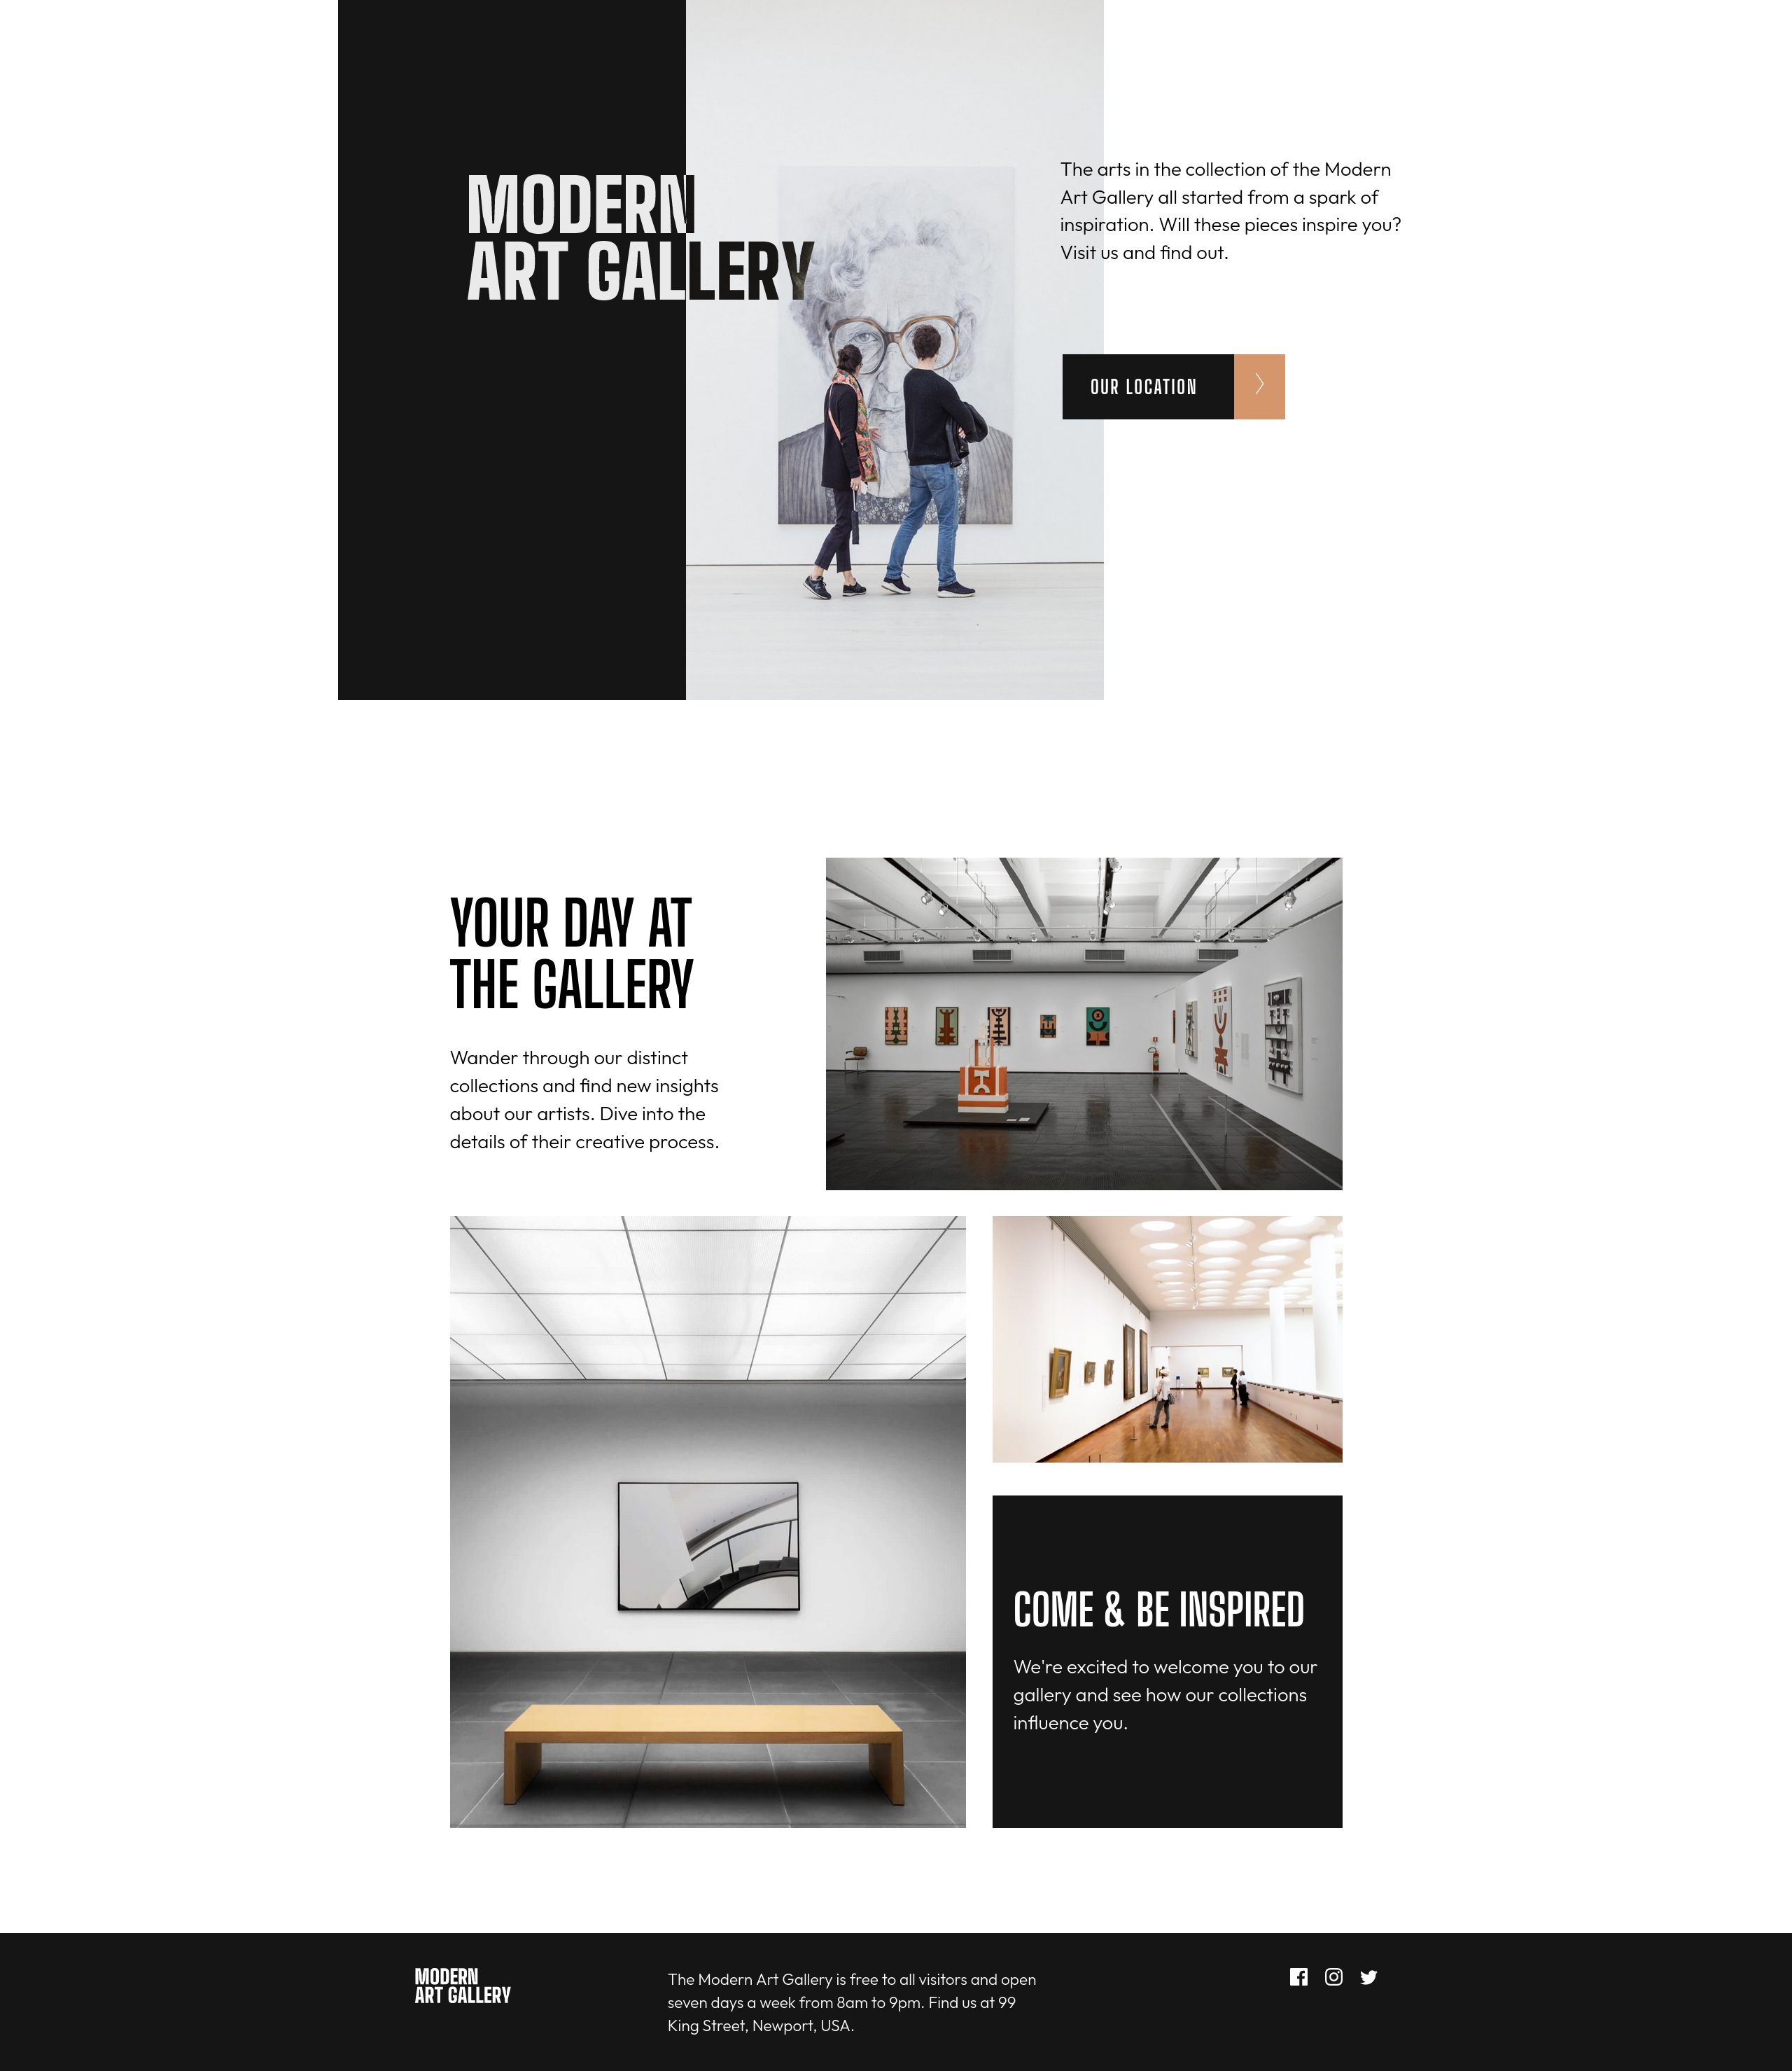 MODERN
ART GALLERY
The arts in the collection of the Modern
Art Gallery all started from a spark of
inspiration. Will these pieces inspire you?
Visit us and find out.
OUR LOCATION
YOUR DAY AT
THE GALLERY
Wander through our distinct
collections and find new insights
about our artists. Dive into the
details of their creative process.
COME & BE INSPIRED
We're excited to welcome you to our
gallery and see how our collections
influence you.
MODERN
ART GALLERY
The Modern Art Gallery is free to all visitors and open
seven days a week from 8am to 9pm. Find us at 99
King Street, Newport, USA.